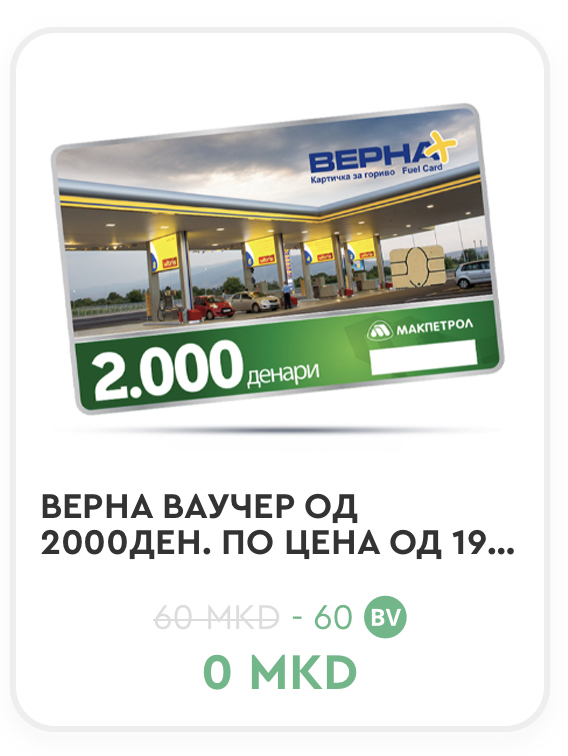 ВЕРНА+
Картичка за гориво Fuel Card
МАКПЕТРОЛ
2.000 денари
ВЕРНА ВАУЧЕР ОД
2000ДЕН. ПО ЦЕНА ОД 19...
60 MKD - 60 BV
0 MKD